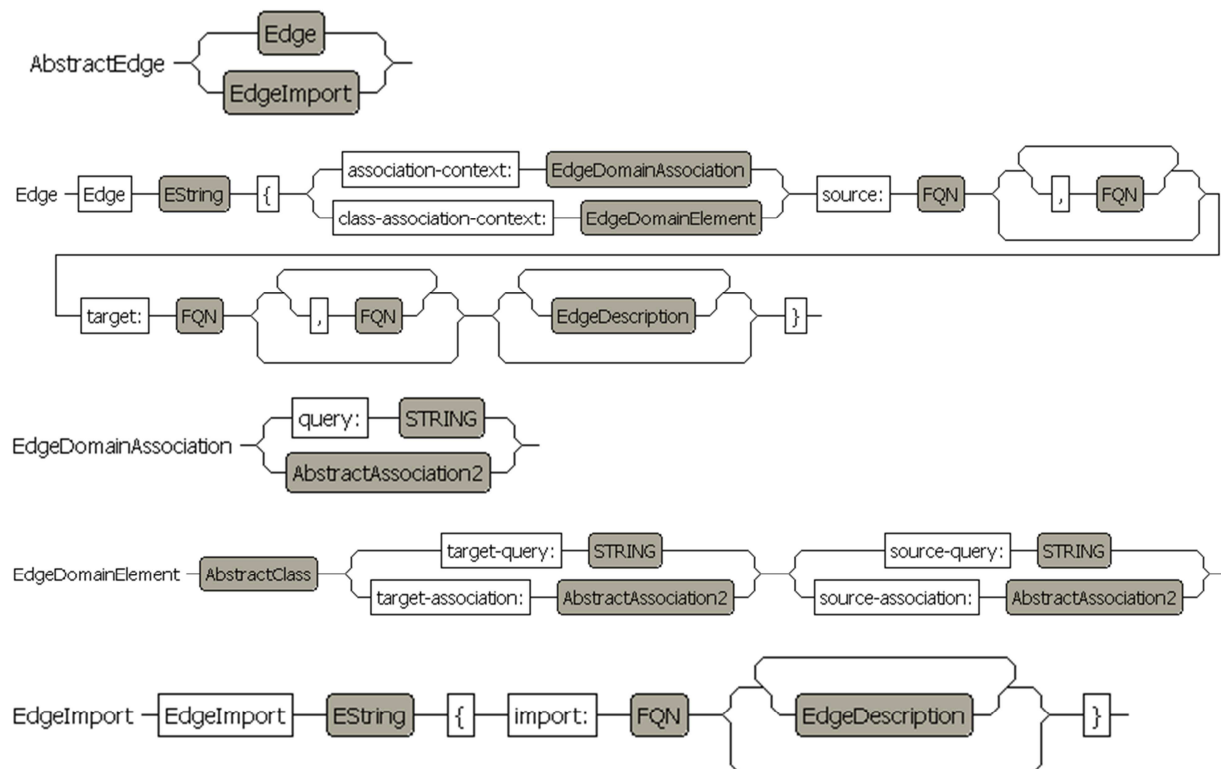 Edge
AbstractEdge
EdgeImport
association-context: EdgeDomainAssociation
Edge Edge EString { source: FQN , FQN
class-association-context: EdgeDomainElement
target: FQN , FQN EdgeDescription }
query: STRING
EdgeDomainAssociation
AbstractAssociation2
target-query: STRING source-query: STRING
EdgeDomainElement AbstractClass
target-association: AbstractAssociation2 source-association: AbstractAssociation2
EdgeImport EdgeImport EString { import: FQN EdgeDescription }